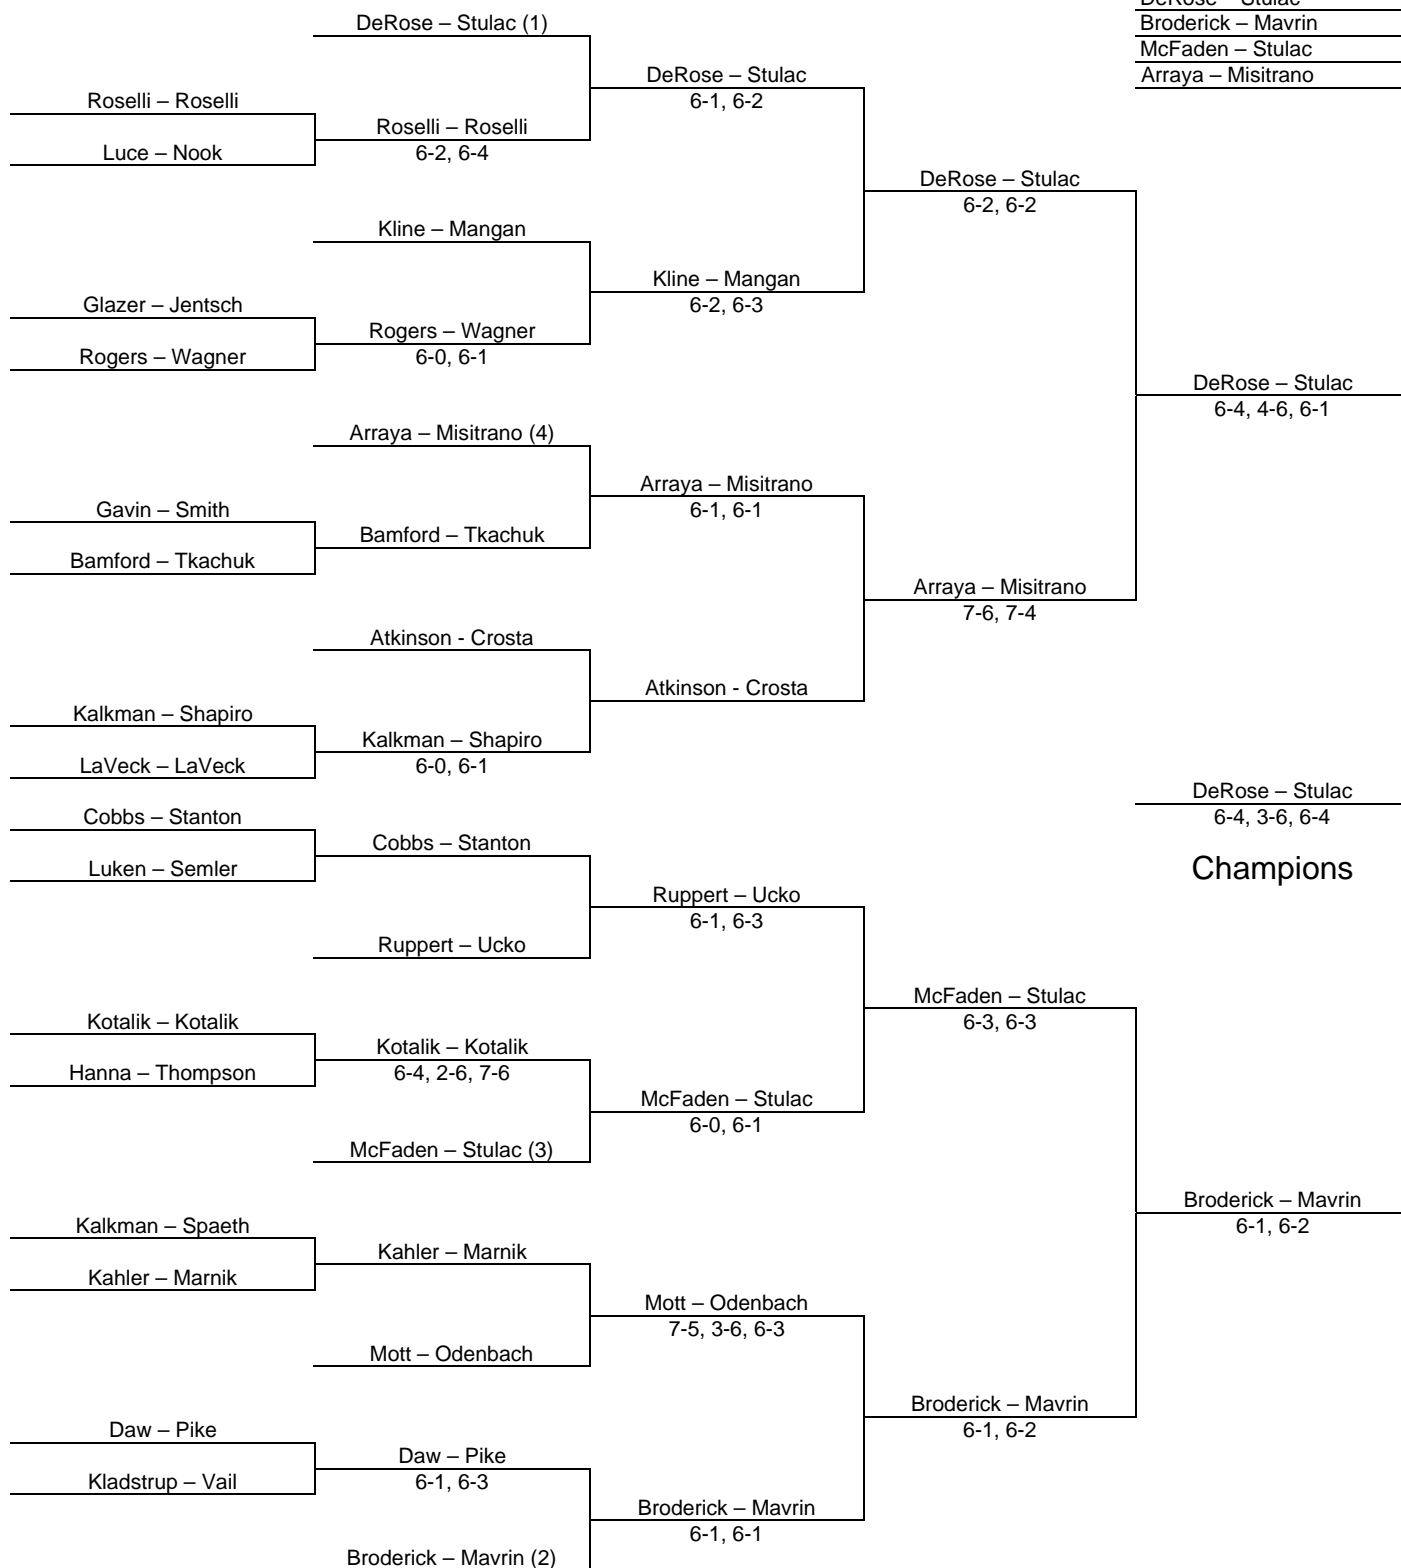 DeRose – Stulac
Broderick – Mavrin
McFaden – Stulac
Arraya – Misitrano
DeRose – Stulac (1)
DeRose – Stulac
6-1, 6-2
Roselli – Roselli
Roselli – Roselli
6-2, 6-4
Luce – Nook
DeRose – Stulac
6-2, 6-2
Kline – Mangan
Kline – Mangan
6-2, 6-3
Glazer – Jentsch
Rogers – Wagner
6-0, 6-1
Rogers – Wagner
DeRose – Stulac
6-4, 4-6, 6-1
Arraya – Misitrano (4)
Arraya – Misitrano
6-1, 6-1
Gavin – Smith
Bamford – Tkachuk
Bamford – Tkachuk
Arraya – Misitrano
7-6, 7-4
Atkinson - Crosta
Atkinson - Crosta
Kalkman – Shapiro
Kalkman – Shapiro
6-0, 6-1
LaVeck – LaVeck
DeRose – Stulac
6-4, 3-6, 6-4
Champions
Cobbs – Stanton
Cobbs – Stanton
Luken – Semler
Ruppert – Ucko
6-1, 6-3
Ruppert – Ucko
McFaden – Stulac
6-3, 6-3
Kotalik – Kotalik
Kotalik – Kotalik
6-4, 2-6, 7-6
Hanna – Thompson
McFaden – Stulac
6-0, 6-1
McFaden – Stulac (3)
Broderick – Mavrin
6-1, 6-2
Kalkman – Spaeth
Kahler – Marnik
Kahler – Marnik
Mott – Odenbach
7-5, 3-6, 6-3
Mott – Odenbach
Broderick – Mavrin
6-1, 6-2
Daw – Pike
Daw – Pike
6-1, 6-3
Kladstrup – Vail
Broderick – Mavrin
6-1, 6-1
Broderick – Mavrin (2)